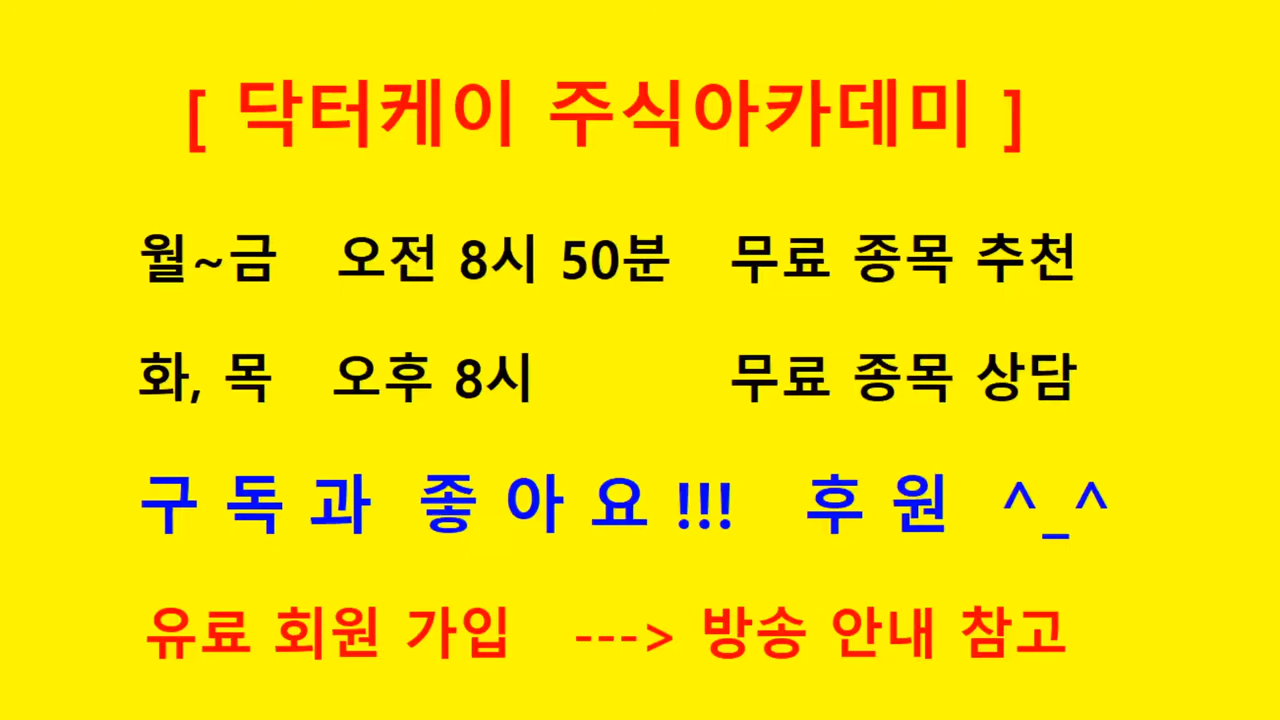 [ 닥터케이 주식아카데미 ]
월~금 오전 8시 50분 무료 종목 추천
화, 목 오후 8시 무료 종목 상담
구 독 과 좋 아 요 !!! 후 원 ^_^
유료 회원 가입 ---> 방송 안내 참고